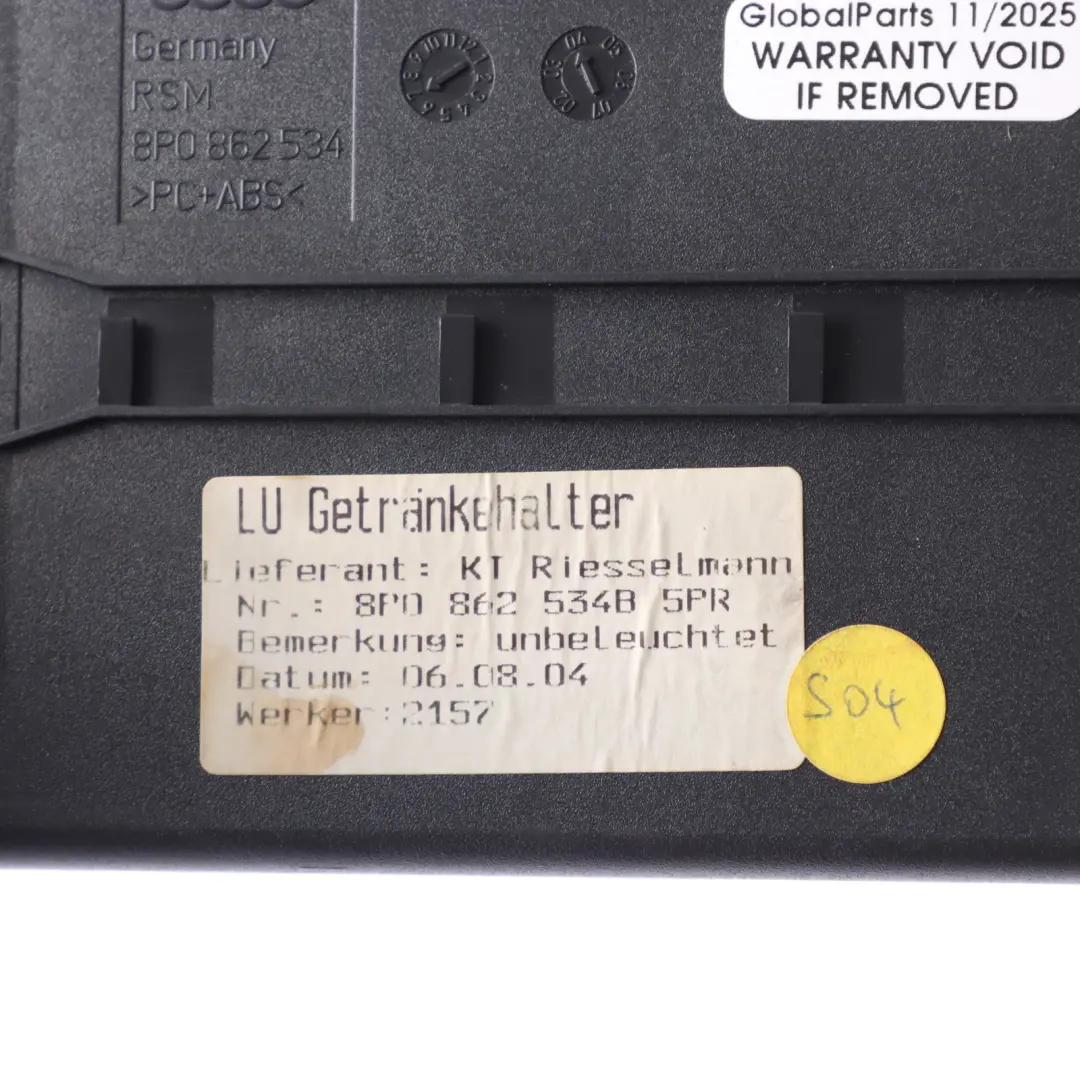 Germany
RSM
8P0 862 534
>PC+ABS<
GlobalParts 11/2025
WARRANTY VOID
IF REMOVED
LU Getränkehalter
Lieferant: KT Riesselmann
Nr.: 8P0 862 534B 5PR
Bemerkung: unbeleuchtet
Datum: 06.08.04
Werker:2157
S04